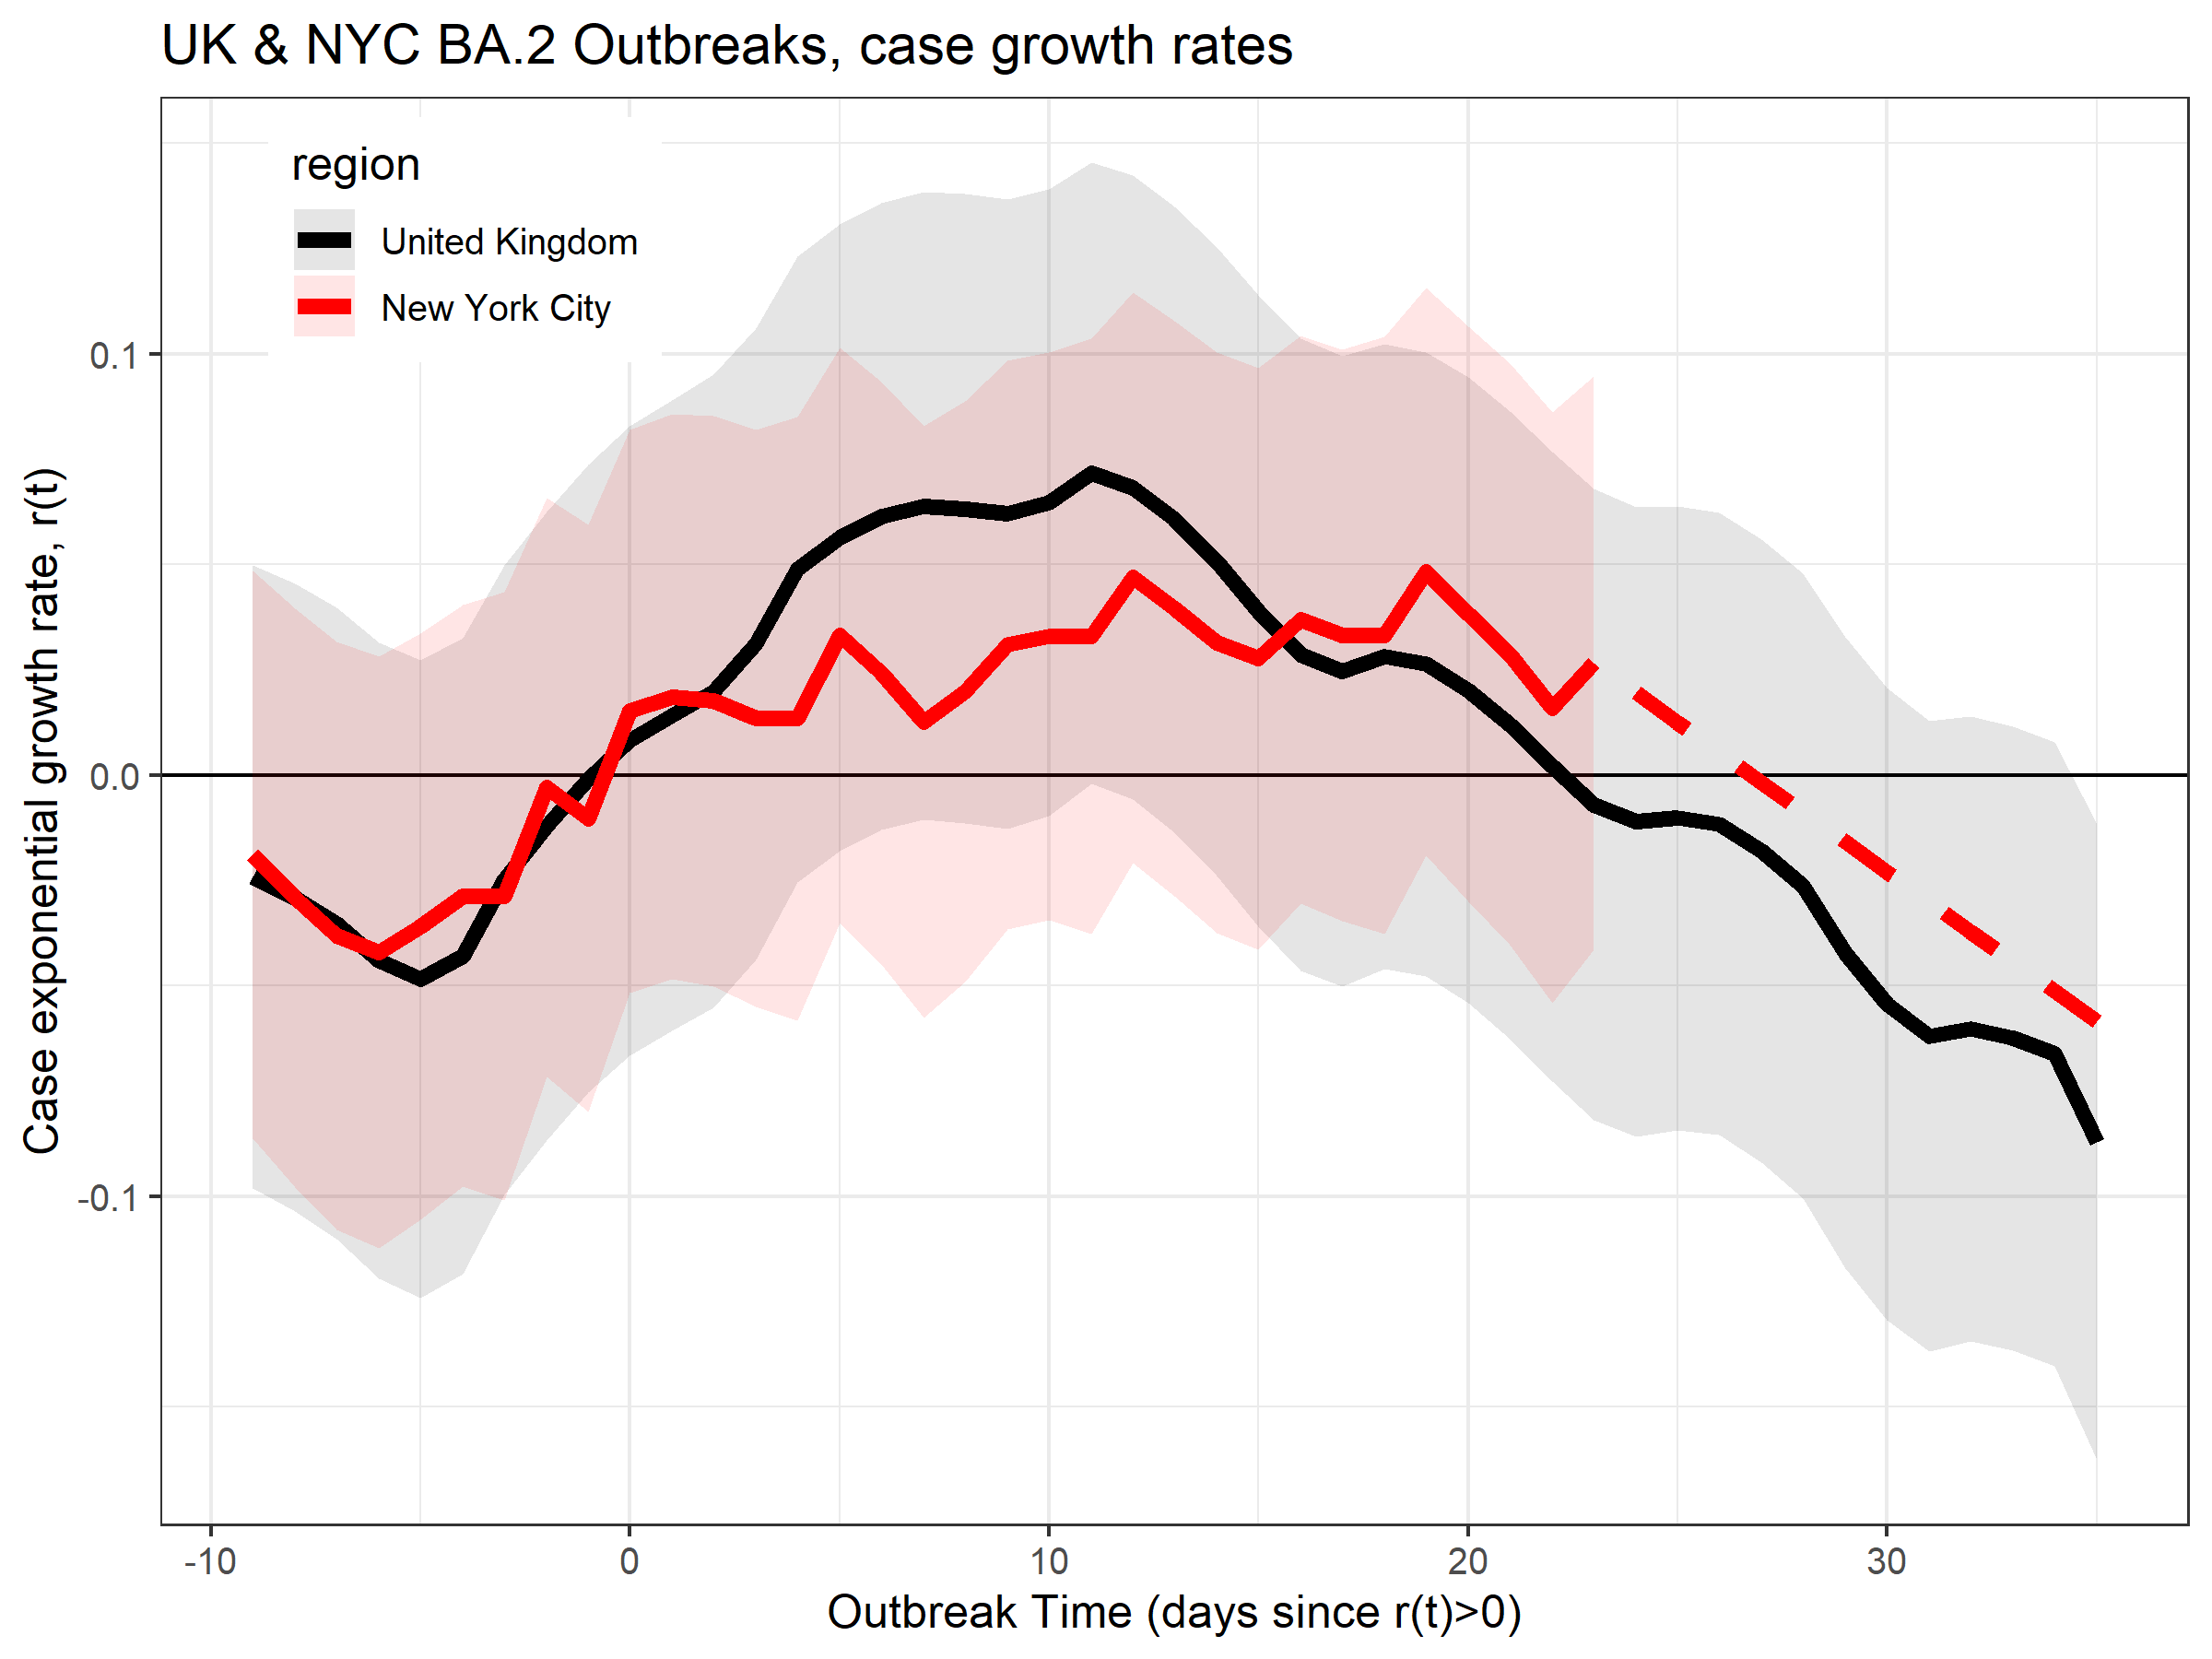 UK & NYC BA.2 Outbreaks, case growth rates
region
United Kingdom
New York City
Case exponential growth rate, r(t)
0.1
0.0
-0.1
-10
0
10
20
30
Outbreak Time (days since r(t)>0)